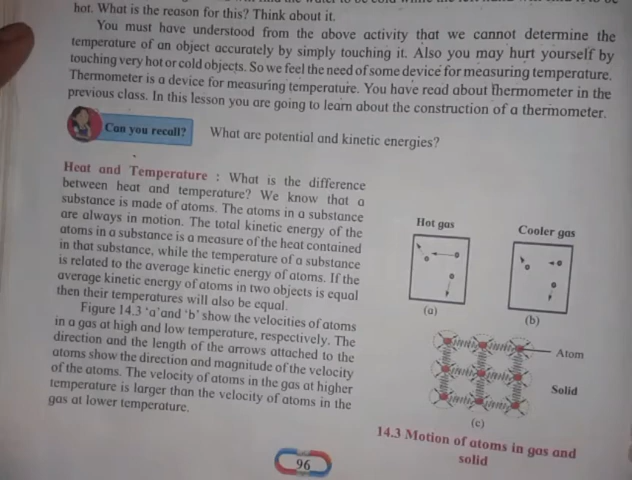 hot. What is the reason for this? Think about it.
You must have understood from the above activity that we cannot determine the
temperature of an object accurately by simply touching it. Also you may hurt yourself by
touching very hot or cold objects. So we feel the need of some device for measuring temperature.
Thermometer is a device for measuring temperature. You have read about thermometer in the
previous class. In this lesson you are going to learn about the construction of a thermometer.
Can you recall? What are potential and kinetic energies?
Heat and Temperature : What is the difference
between heat and temperature? We know that a
substance is made of atoms. The atoms in a substance
are always in motion. The total kinetic energy of the
atoms in a substance is a measure of the heat contained
in that substance, while the temperature of a substance
is related to the average kinetic energy of atoms. If the
average kinetic energy of atoms in two objects is equal
then their temperatures will also be equal.
Figure 14.3 'a'and 'b' show the velocities of atoms
in a gas at high and low temperature, respectively. The
direction and the length of the arrows attached to the
atoms show the direction and magnitude of the velocity
of the atoms. The velocity of atoms in the gas at higher
temperature is larger than the velocity of atoms in the
gas at lower temperature.
Hot gas
Cooler gas
(a)
(b)
Atom
Solid
(c)
14.3 Motion of atoms in gas and
solid
96